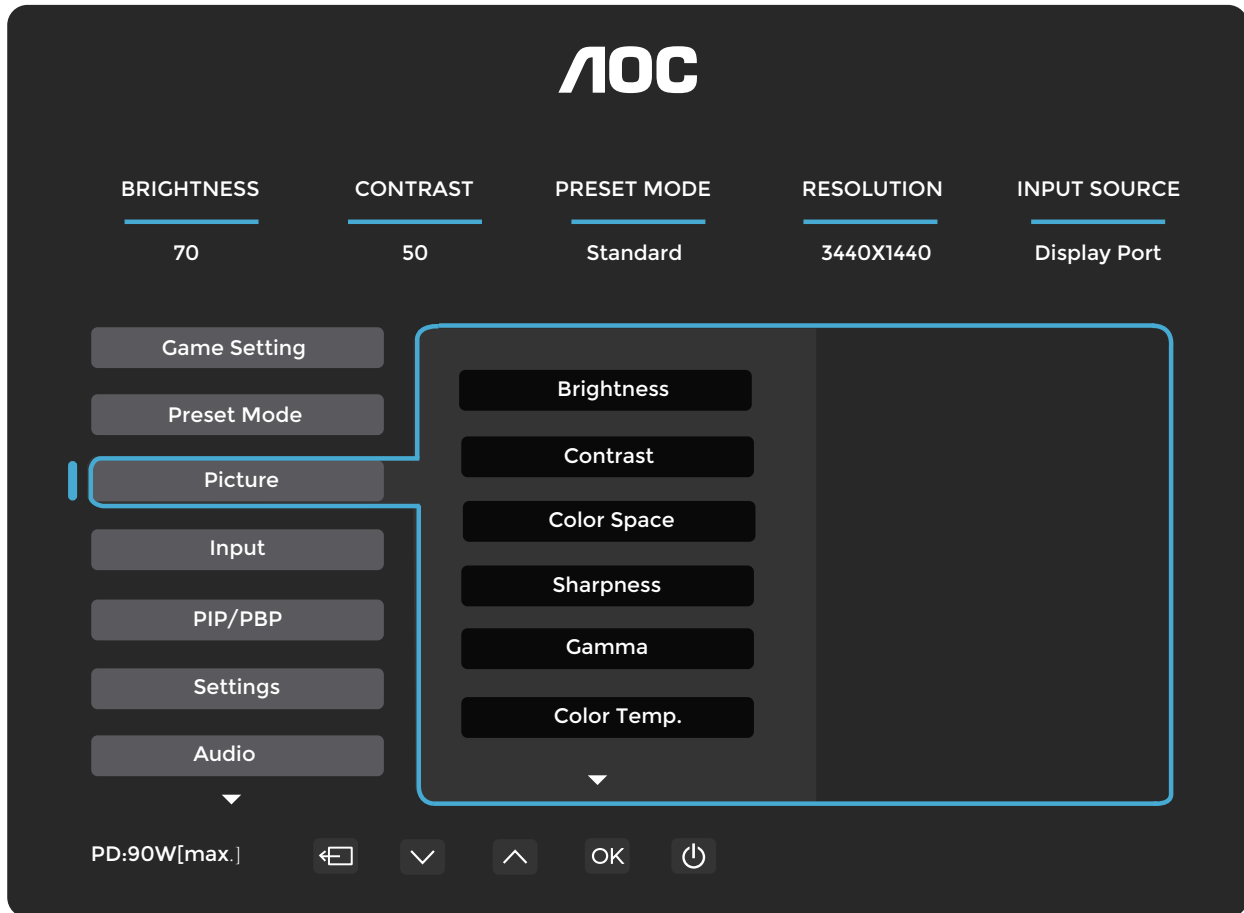 AOC
BRIGHTNESS CONTRAST PRESET MODE RESOLUTION INPUT SOURCE
70 50 Standard 3440X1440 Display Port
Game Setting
Preset Mode
Picture
Input
PIP/PBP
Settings
Audio
Brightness
Contrast
Color Space
Sharpness
Gamma
Color Temp.
PD:90W[max.] OK